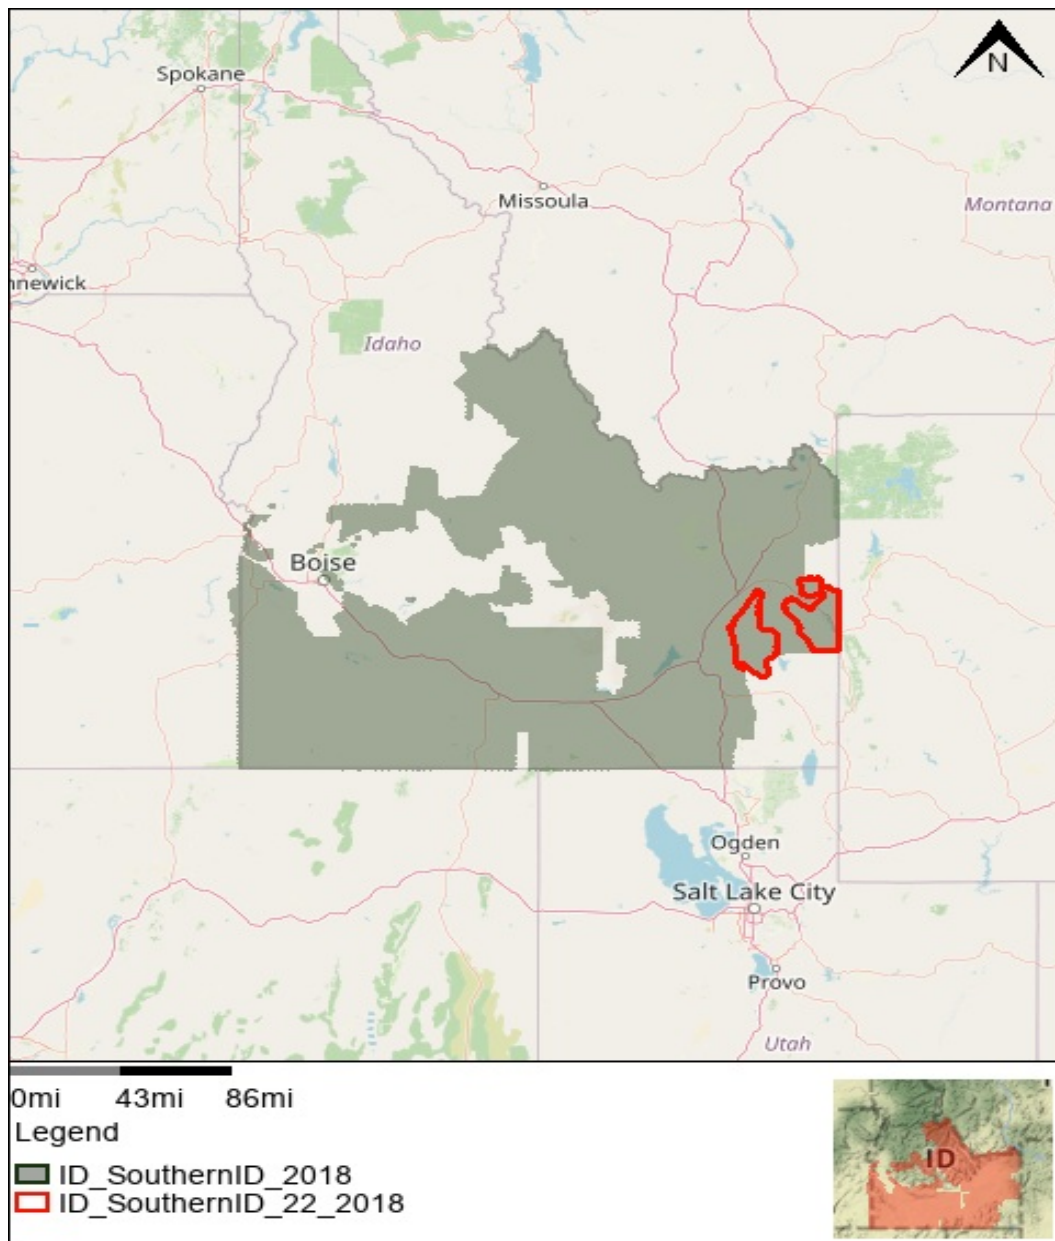 N
Spokane
Missoula
Montana
nnewick
Idaho
Boise
Ogden
Salt Lake City
Provo
Utah
0mi 43mi 86mi
Legend
ID_SouthernID_2018
ID_SouthernID_22_2018
ID